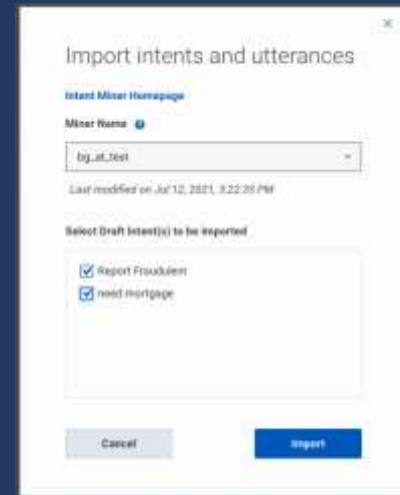 Import intents and utterances
Intent Miner Homepage
Miner Name
bg_at_test
Last modified on Jul 12, 2021, 3:22:35 PM
Select Draft Intent(s) to be imported
Report Fraudulent
need mortgage
Cancel
Import